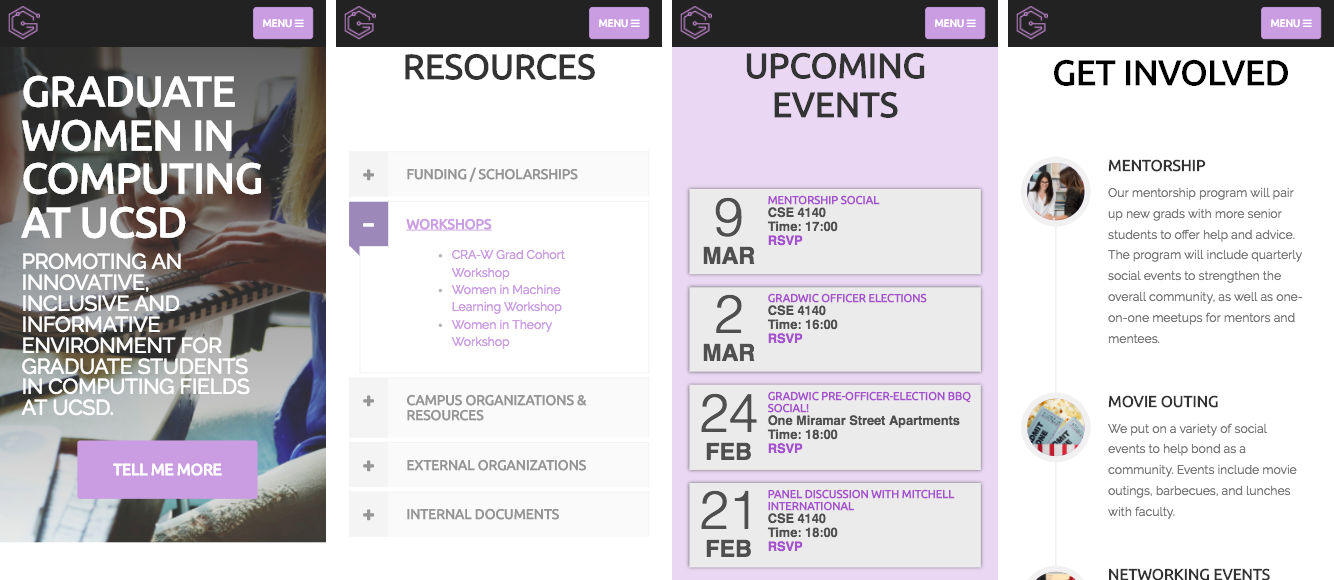 MENU ☰
GRADUATE
WOMEN IN
COMPUTING
AT UCSD
PROMOTING AN
INNOVATIVE,
INCLUSIVE AND
INFORMATIVE
ENVIRONMENT FOR
GRADUATE STUDENTS
IN COMPUTING FIELDS
AT UCSD.
TELL ME MORE
MENU ☰
RESOURCES
+ FUNDING / SCHOLARSHIPS
- WORKSHOPS
• CRA-W Grad Cohort
Workshop
• Women in Machine
Learning Workshop
• Women in Theory
Workshop
+ CAMPUS ORGANIZATIONS &
RESOURCES
+ EXTERNAL ORGANIZATIONS
+ INTERNAL DOCUMENTS
MENU ☰
UPCOMING
EVENTS
9
MAR
MENTORSHIP SOCIAL
CSE 4140
Time: 17:00
RSVP
2
MAR
GRADWIC OFFICER ELECTIONS
CSE 4140
Time: 16:00
RSVP
24
FEB
GRADWIC PRE-OFFICER-ELECTION BBQ
SOCIAL!
One Miramar Street Apartments
Time: 18:00
RSVP
21
FEB
PANEL DISCUSSION WITH MITCHELL
INTERNATIONAL
CSE 4140
Time: 18:00
RSVP
MENU ☰
GET INVOLVED
MENTORSHIP
Our mentorship program will pair
up new grads with more senior
students to offer help and advice.
The program will include quarterly
social events to strengthen the
overall community, as well as one-
on-one meetups for mentors and
mentees.
MOVIE OUTING
We put on a variety of social
events to help bond as a
community. Events include movie
outings, barbecues, and lunches
with faculty.
NETWORKING EVENTS